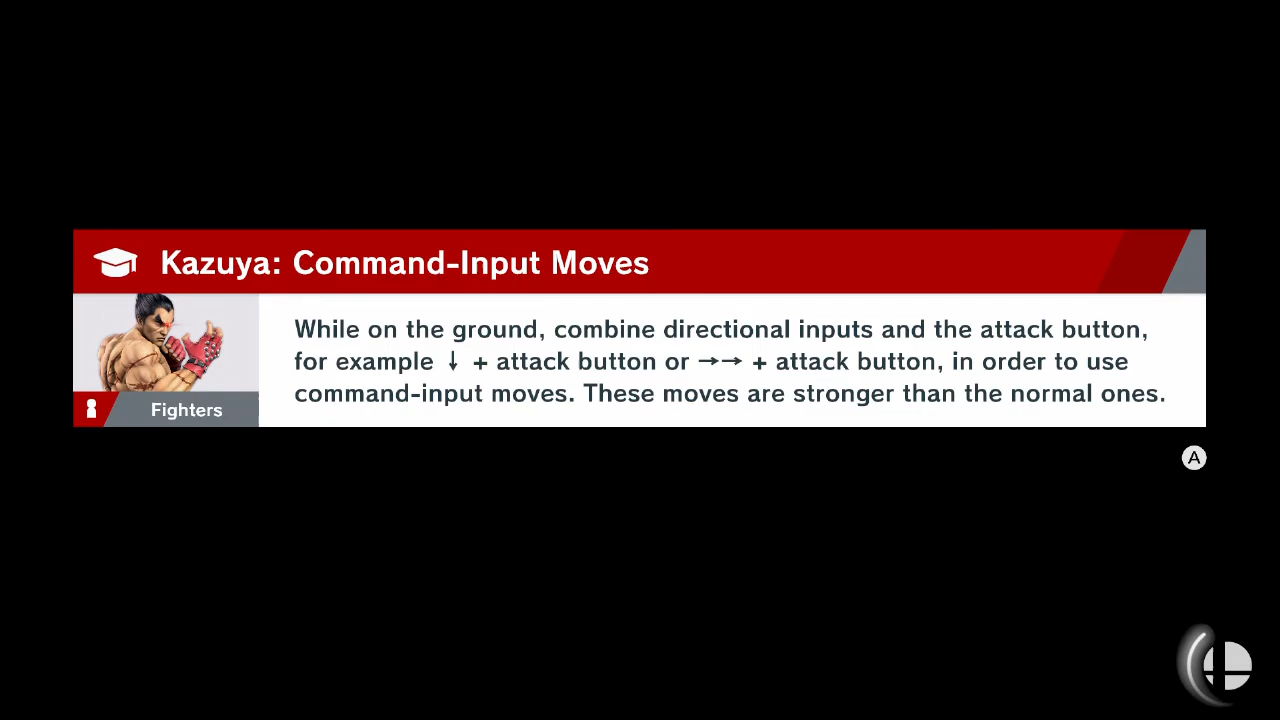 Kazuya: Command-Input Moves
While on the ground, combine directional inputs and the attack button,
for example ↓ + attack button or →→ + attack button, in order to use
command-input moves. These moves are stronger than the normal ones.
Fighters
A